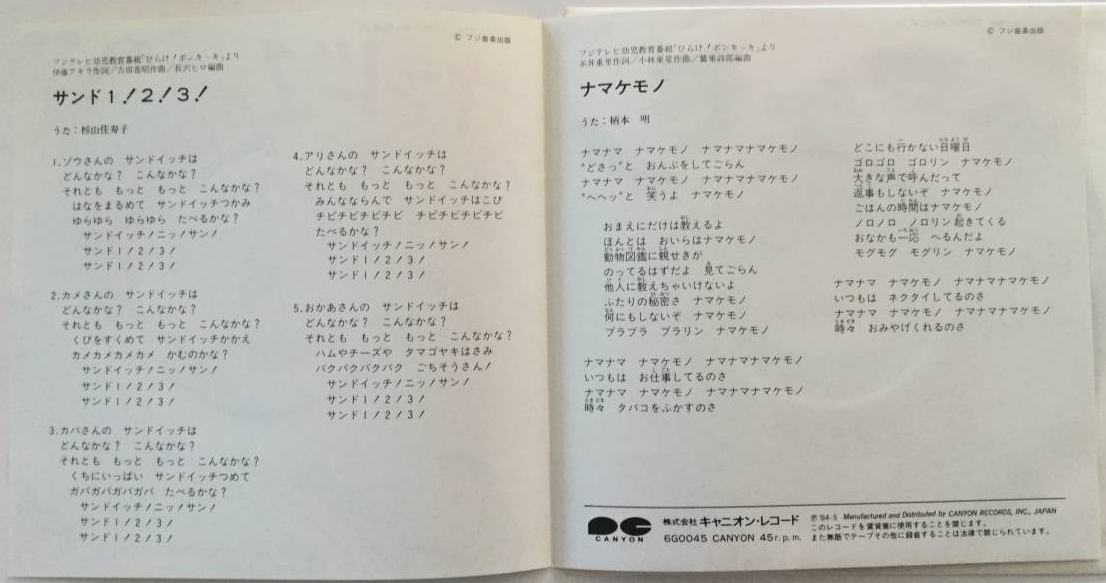 © フジ音楽出版
フジテレビ幼児教育番組「ひらけ!ポンキッキ」より
伊藤アキラ作詞/吉田喜昭作曲/長沢ヒロ編曲
サンド1!2!3!
うた:杉山佳寿子
1.ゾウさんの サンドイッチは
どんなかな? こんなかな?
それとも もっと もっと こんなかな?
はなをまるめて サンドイッチつかみ
ゆらゆら ゆらゆら たべるかな?
サンドイッチ!ニッ!サン!
サンド1!2!3!
サンド1!2!3!
2.カメさんの サンドイッチは
どんなかな? こんなかな?
それとも もっと もっと こんなかな?
くびをすくめて サンドイッチかかえ
カメカメカメカメ かむのかな?
サンドイッチ!ニッ!サン!
サンド1!2!3!
サンド1!2!3!
3.カバさんの サンドイッチは
どんなかな? こんなかな?
それとも もっと もっと こんなかな?
くちにいっぱい サンドイッチつめて
ガバガバガバガバ たべるかな?
サンドイッチ!ニッ!サン!
サンド1!2!3!
サンド1!2!3!
4.アリさんの サンドイッチは
どんなかな? こんなかな?
それとも もっと もっと こんなかな?
みんなならんで サンドイッチはこび
チビチビチビチビ チビチビチビチビ
たべるかな?
サンドイッチ!ニッ!サン!
サンド1!2!3!
サンド1!2!3!
5.おかあさんの サンドイッチは
どんなかな? こんなかな?
それとも もっと もっと こんなかな?
ハムやチーズや タマゴヤキはさみ
パクパクパクパク ごちそうさん!
サンドイッチ!ニッ!サン!
サンド1!2!3!
サンド1!2!3!
© フジ音楽出版
フジテレビ幼児教育番組「ひらけ!ポンキッキ」より
糸井重里作詞/小林亜星作曲/鷺巣詩郎編曲
ナマケモノ
うた:柄本 明
ナマナマ ナマケモノ ナマナマナマケモノ
"どさっ"と おんぶをしてごらん
ナマナマ ナマケモノ ナマナマナマケモノ
"へへッ"と 笑うよ ナマケモノ
おまえにだけは教えるよ
ほんとは おいらはナマケモノ
動物図鑑に親せきが
のってるはずだよ 見てごらん
他人に教えちゃいけないよ
ふたりの秘密さ ナマケモノ
何にもしないぞ ナマケモノ
ブラブラ ブラリン ナマケモノ
ナマナマ ナマケモノ ナマナマナマケモノ
いつもは お仕事してるのさ
ナマナマ ナマケモノ ナマナマナマケモノ
時々 タバコをふかすのさ
どこにも行かない日曜日
ゴロゴロ ゴロリン ナマケモノ
大きな声で呼んだって
返事もしないぞ ナマケモノ
ごはんの時間はナマケモノ
ノロノロ ノロリン起きてくる
おなかも一応 へるんだよ
モグモグ モグリン ナマケモノ
ナマナマ ナマケモノ ナマナマナマケモノ
いつもは ネクタイしてるのさ
ナマナマ ナマケモノ ナマナマナマケモノ
時々 おみやげくれるのさ
CANYON
株式会社 キャニオン・レコード
6G0045 CANYON 45r.p.m.
℗'84-5 Manufactured and Distributed by CANYON RECORDS, INC., JAPAN
このレコードを賃貸業に使用することを禁じます。
また無断でテープその他に録音することは法律で禁じられています。